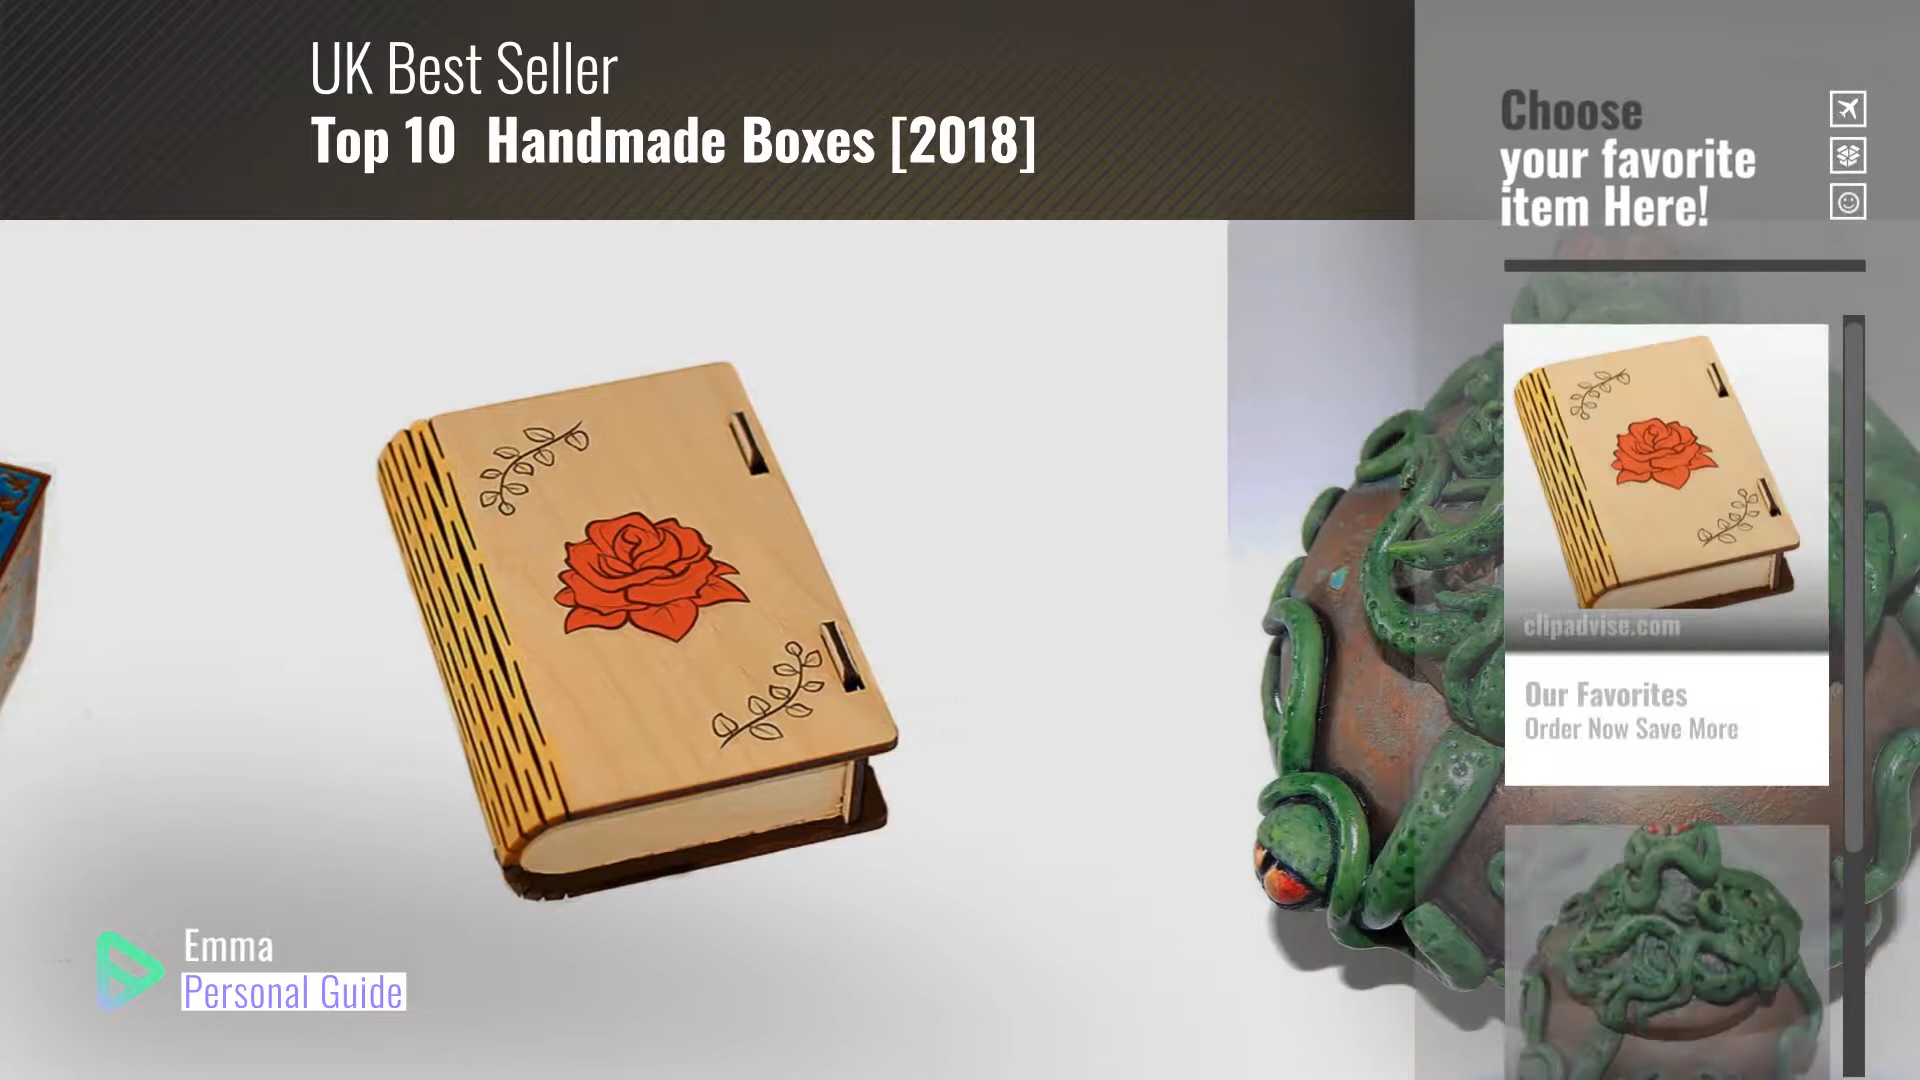 UK Best Seller
Top 10 Handmade Boxes [2018]
Choose
your favorite
item Here!
clipadvise.com
Our Favorites
Order Now Save More
Emma
Personal Guide